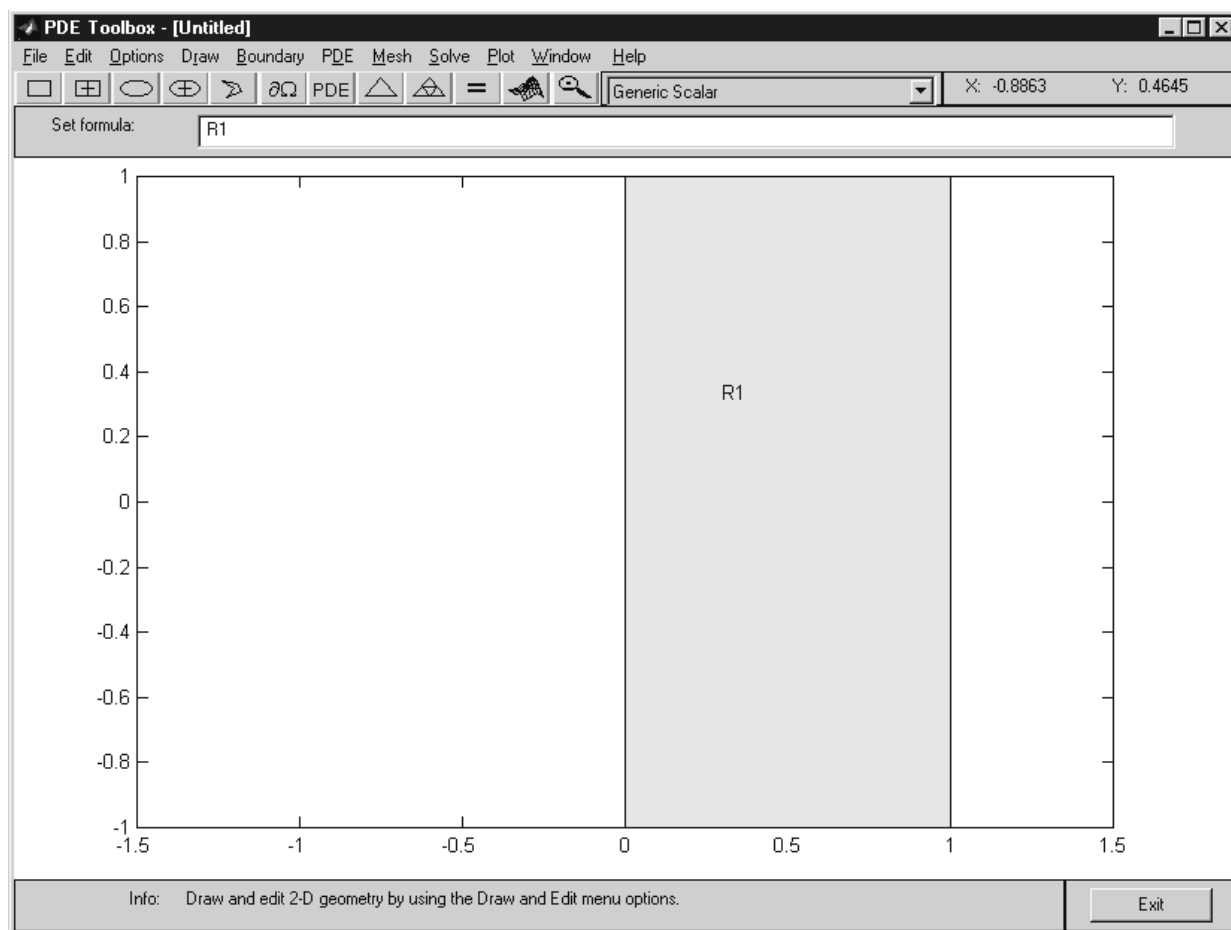 PDE Toolbox - [Untitled]
File Edit Options Draw Boundary PDE Mesh Solve Plot Window Help
∂Ω PDE = Generic Scalar X: -0.8863 Y: 0.4645
Set formula: R1
1
0.8
0.6
0.4
R1
0.2
0
-0.2
-0.4
-0.6
-0.8
-1
-1.5 -1 -0.5 0 0.5 1 1.5
Info: Draw and edit 2-D geometry by using the Draw and Edit menu options. Exit